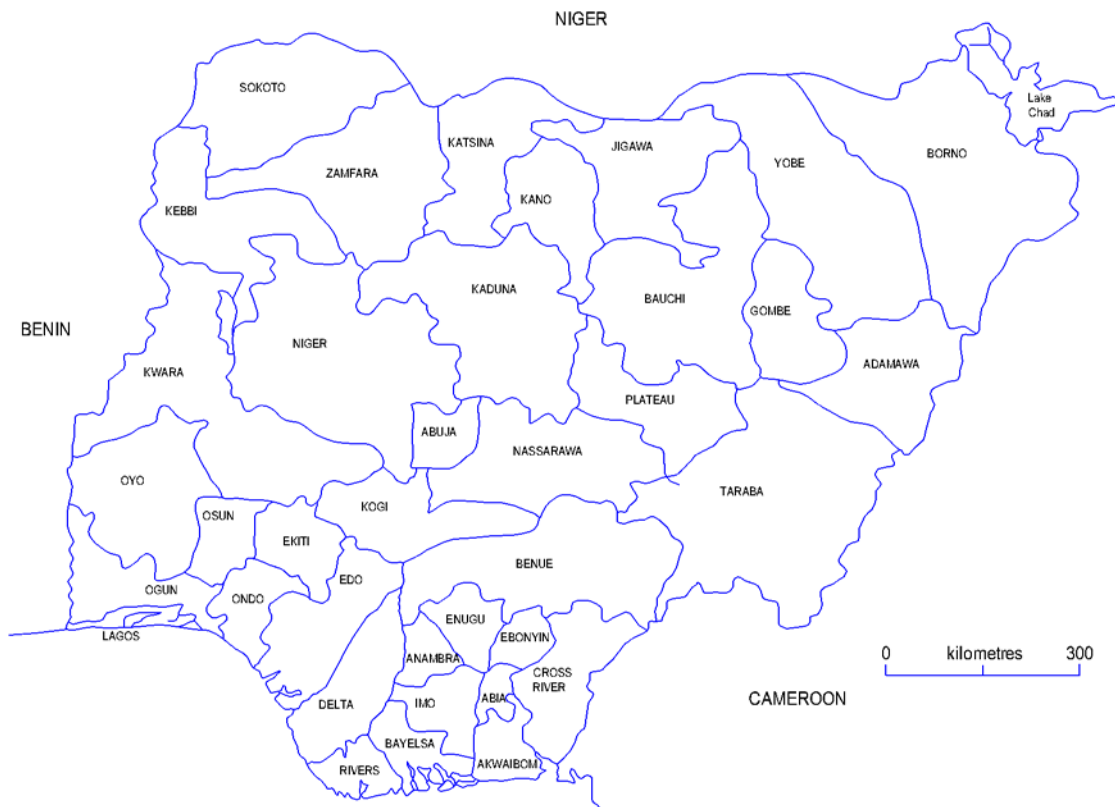 NIGER
SOKOTO
Lake
Chad
KATSINA
JIGAWA
BORNO
YOBE
ZAMFARA
KANO
KEBBI
KADUNA
BAUCHI
GOMBE
BENIN
NIGER
ADAMAWA
KWARA
PLATEAU
ABUJA
NASSARAWA
OYO
TARABA
KOGI
OSUN
EKITI
BENUE
EDO
OGUN
ONDO
ENUGU
LAGOS
EBONYIN
0 kilometres 300
ANAMBRA
CROSS
RIVER
CAMEROON
DELTA
IMO
ABIA
BAYELSA
RIVERS
AKWAIBOM